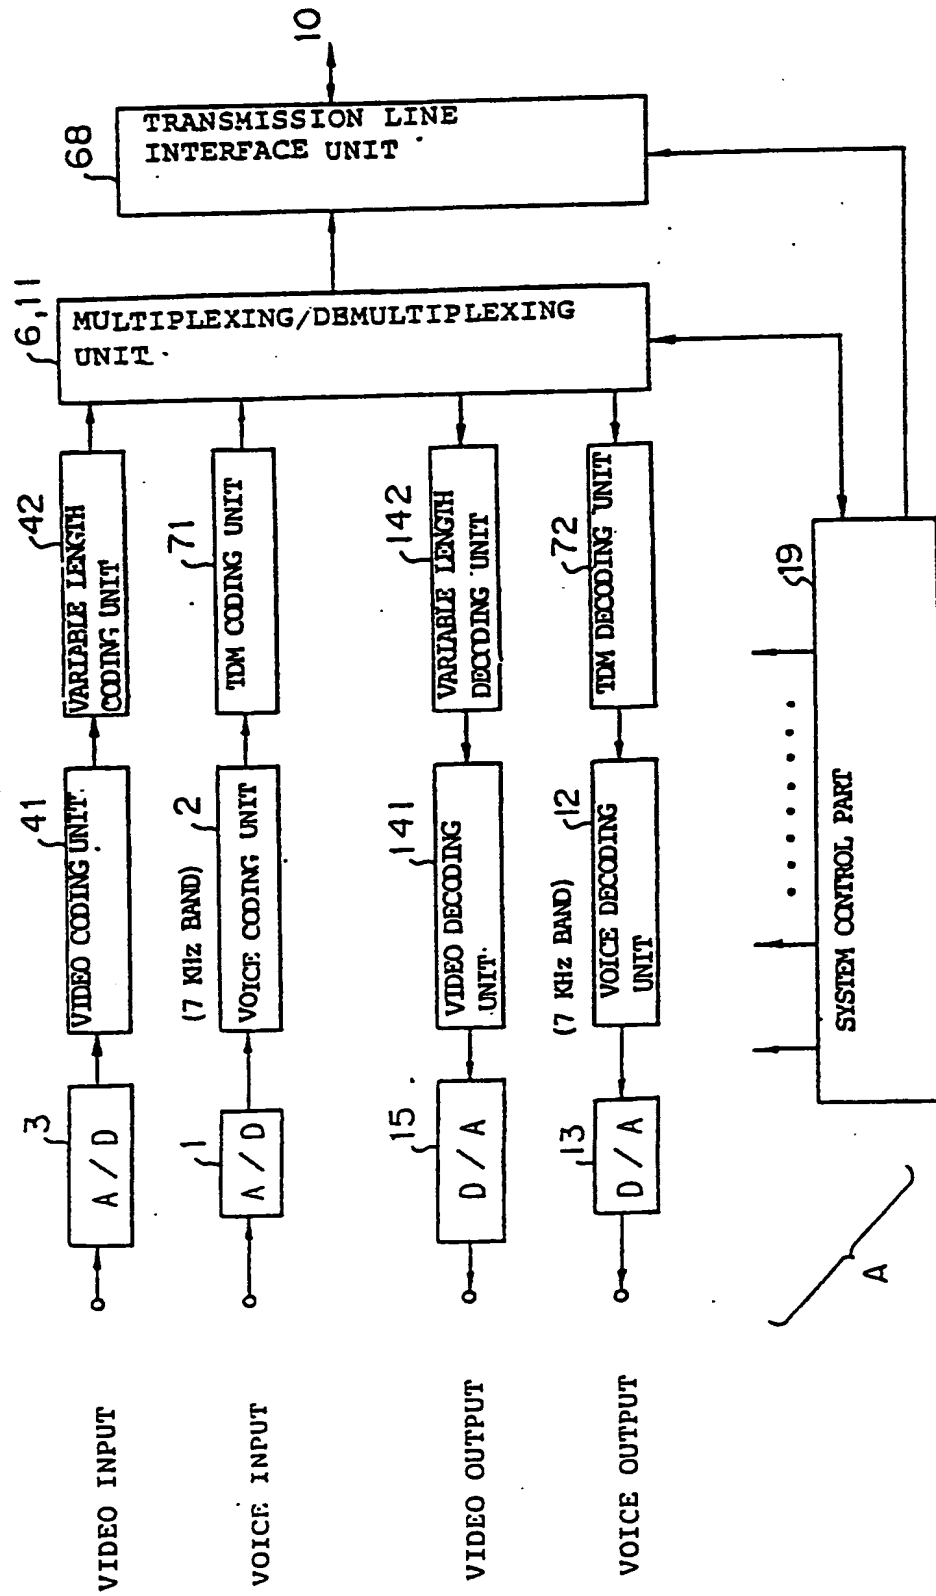 VIDEO INPUT
3
A / D
41
VIDEO CODING UNIT.
42
VARIABLE LENGTH
CODING UNIT
6, 11
MULTIPLEXING/DEMULTIPLEXING
UNIT.
68
TRANSMISSION LINE
INTERFACE UNIT
10
VOICE INPUT
1
A / D
(7 KHz BAND)
2
VOICE CODING UNIT
71
TDM CODING UNIT
VIDEO OUTPUT
15
D / A
141
VIDEO DECODING
UNIT.
142
VARIABLE LENGTH
DECODING UNIT
VOICE OUTPUT
13
D / A
(7 KHz BAND)
12
VOICE DECODING
UNIT
72
TDM DECODING UNIT
A
19
SYSTEM CONTROL PART